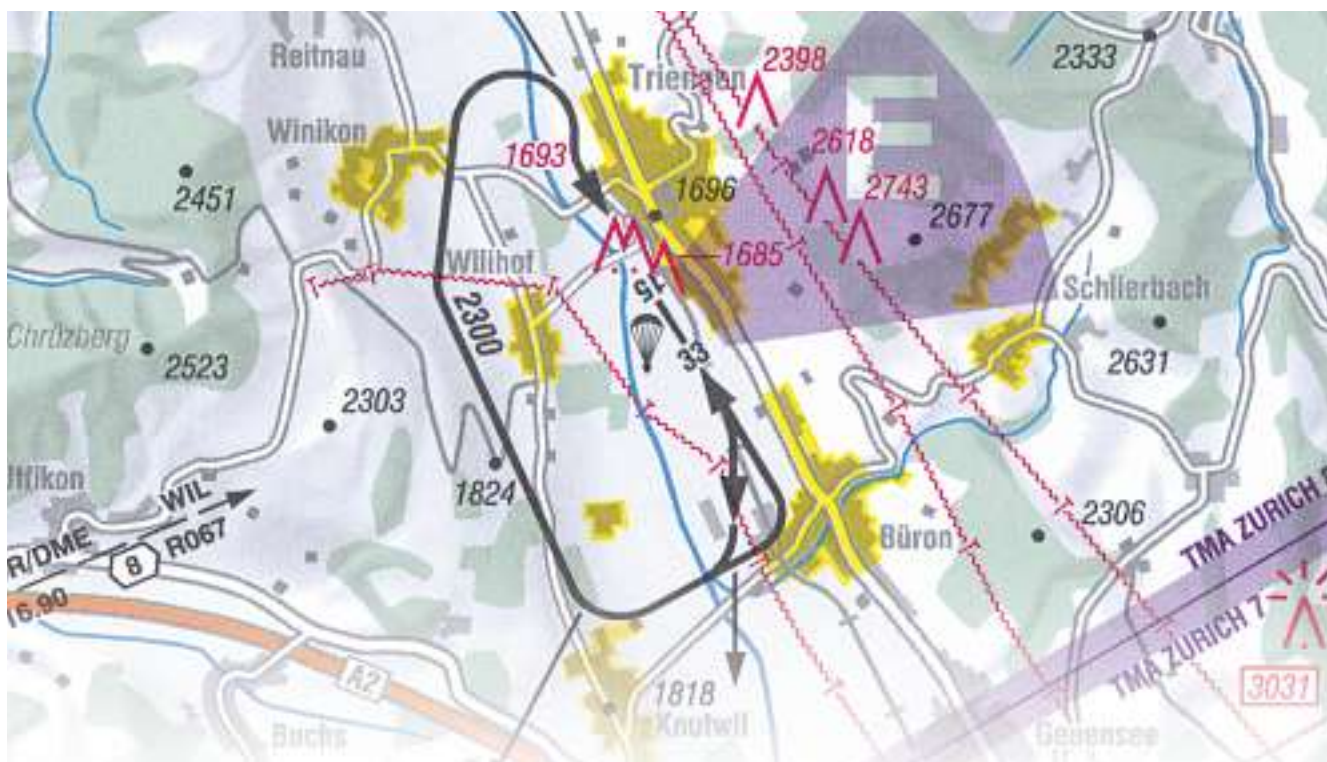 Reitnau
Triengen
2398
2333
Winikon
E
2618
1693
2451
1696
2743
2677
Wilihof
1685
Schlierbach
15
2300
Chrüzberg
33
2631
2523
2303
1824
WIL
2306
R/DME
8
R067
Büron
TMA ZURICH
16.90
TMA ZURICH 7
A2
1818
3031
Buchs
Knutwil
Geuensee